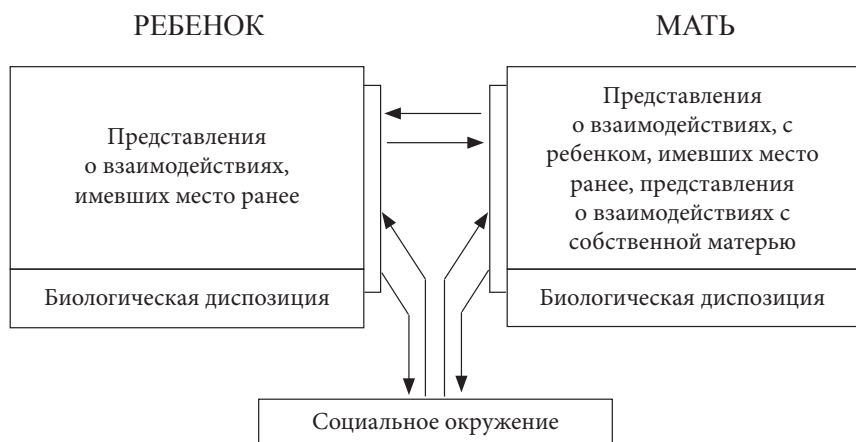 РЕБЕНОК
МАТЬ
Представления
о взаимодействиях,
имевших место ранее
Биологическая диспозиция
Представления
о взаимодействиях, с
ребенком, имевших место
ранее, представления
о взаимодействиях с
собственной матерью
Биологическая диспозиция
Социальное окружение